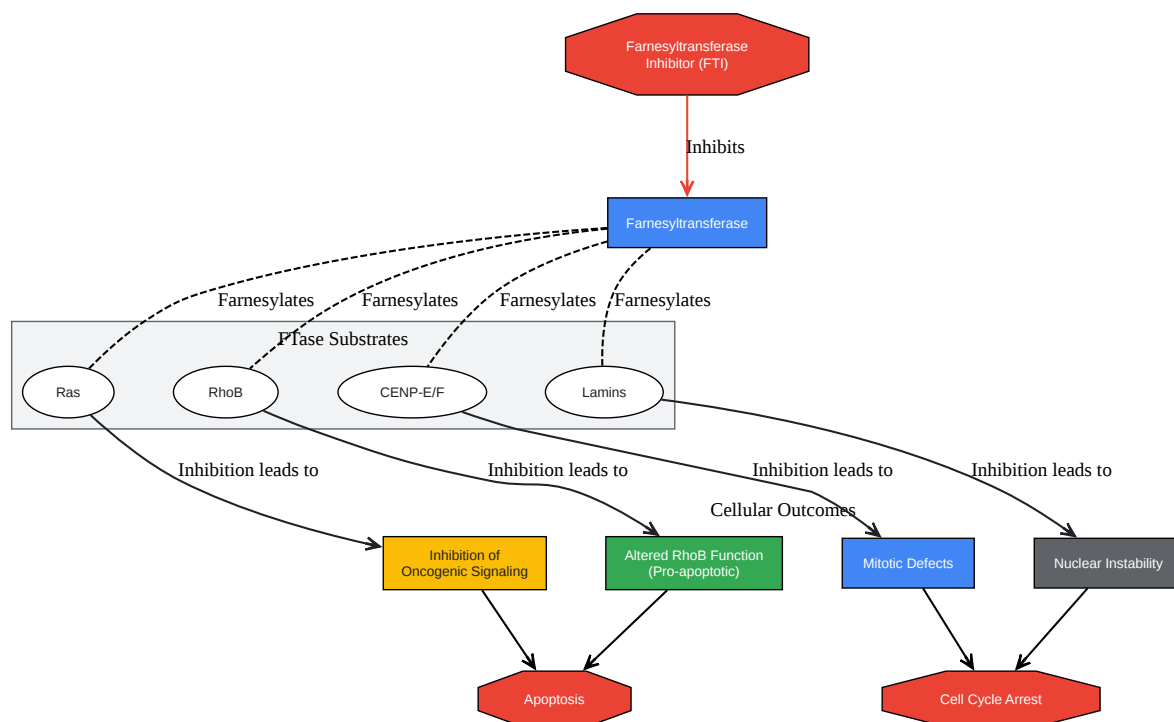 Farnesyltransferase
Inhibitor (FTI)
Inhibits
Farnesyltransferase
Farnesylates
Farnesylates
Farnesylates
Farnesylates
FTase Substrates
Ras
RhoB
CENP-E/F
Lamins
Inhibition leads to
Inhibition leads to
Inhibition leads to
Inhibition leads to
Cellular Outcomes
Inhibition of
Oncogenic Signaling
Altered RhoB Function
(Pro-apoptotic)
Mitotic Defects
Nuclear Instability
Apoptosis
Cell Cycle Arrest